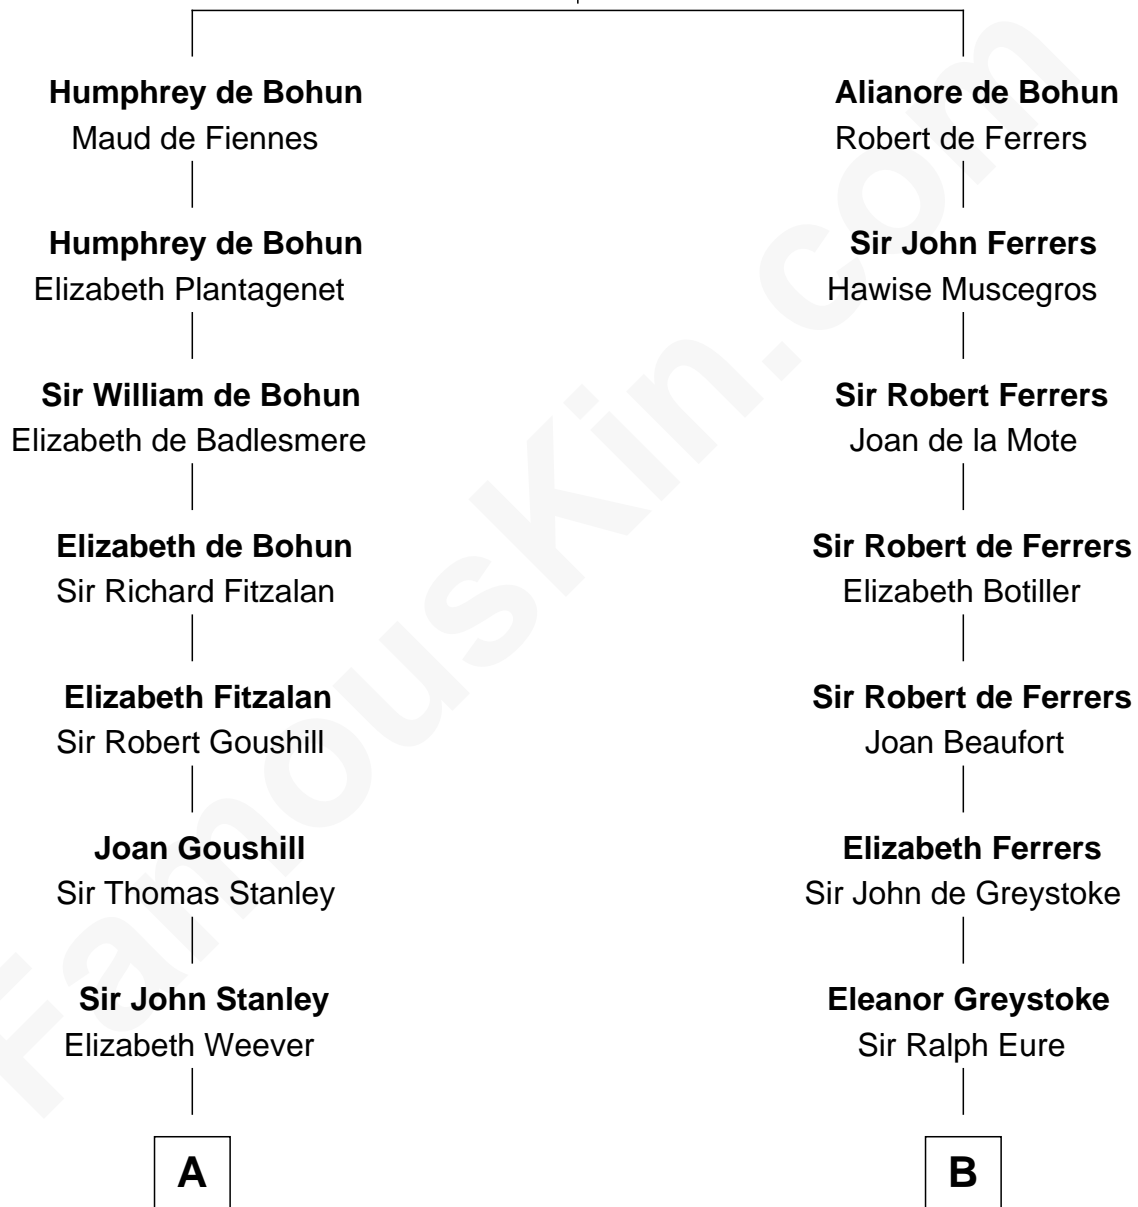 Humphrey de Bohun
Maud de Fiennes
Alianore de Bohun
Robert de Ferrers
Humphrey de Bohun
Elizabeth Plantagenet
Sir John Ferrers
Hawise Muscegros
Sir William de Bohun
Elizabeth de Badlesmere
Sir Robert Ferrers
Joan de la Mote
Elizabeth de Bohun
Sir Richard Fitzalan
Sir Robert de Ferrers
Elizabeth Botiller
Elizabeth Fitzalan
Sir Robert Goushill
Sir Robert de Ferrers
Joan Beaufort
Joan Goushill
Sir Thomas Stanley
Elizabeth Ferrers
Sir John de Greystoke
Sir John Stanley
Elizabeth Weever
Eleanor Greystoke
Sir Ralph Eure
A
B
FamousKin.com